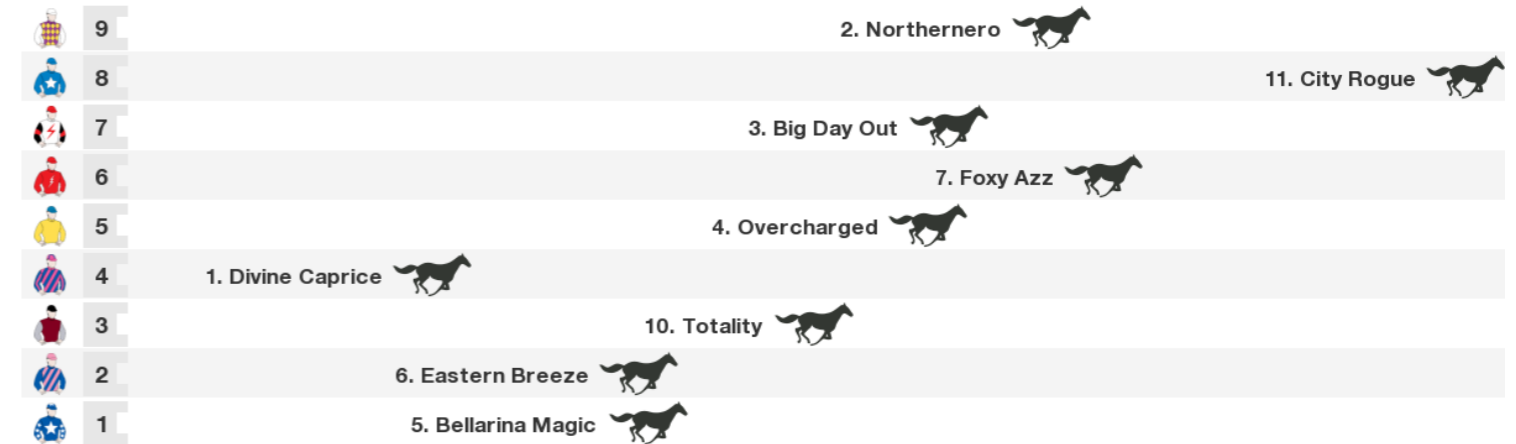 9 2. Northernero
8 11. City Rogue
7 3. Big Day Out
6 7. Foxy Azz
5 4. Overcharged
4 1. Divine Caprice
3 10. Totality
2 6. Eastern Breeze
1 5. Bellarina Magic